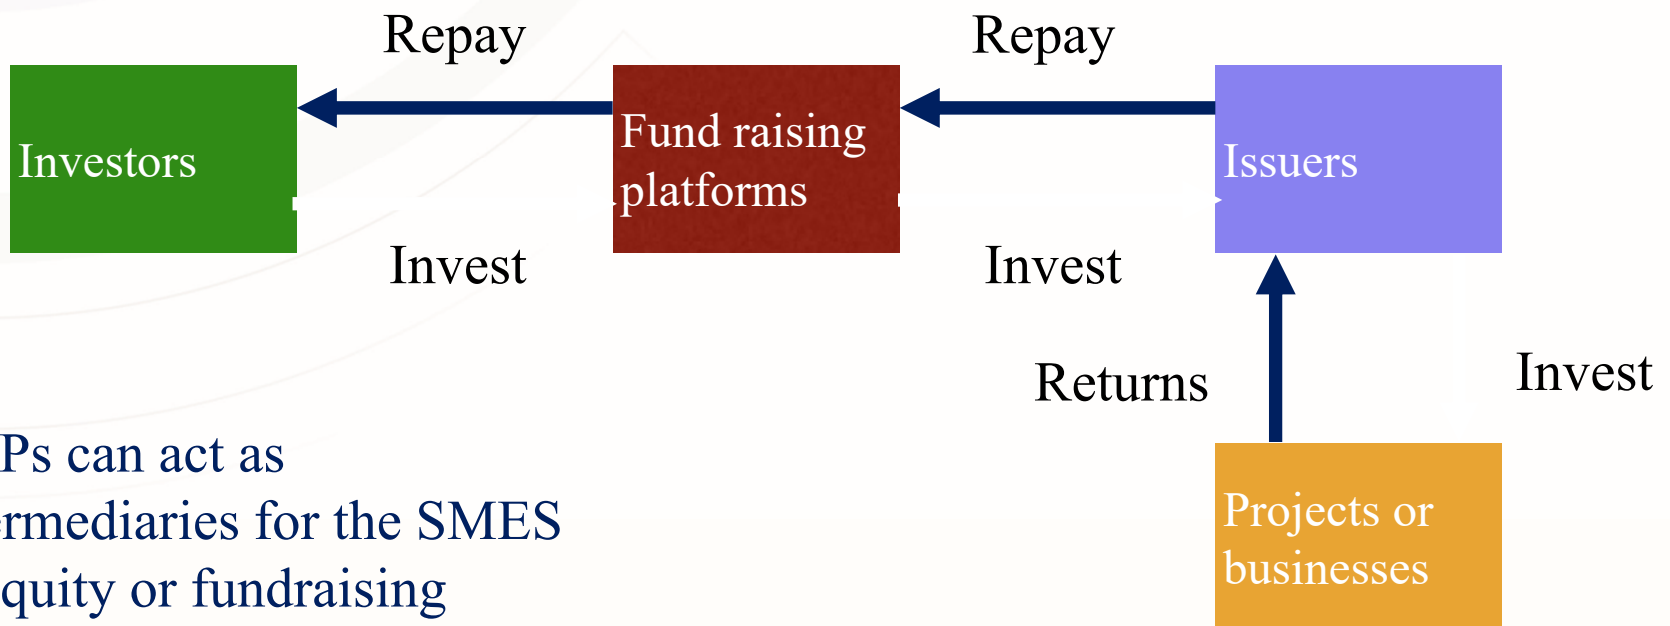 Repay
Repay
Investors
Fund raising
platforms
Issuers
Invest
Invest
Returns
Invest
Ps can act as
ermediaries for the SMES
quity or fundraising
Projects or
businesses